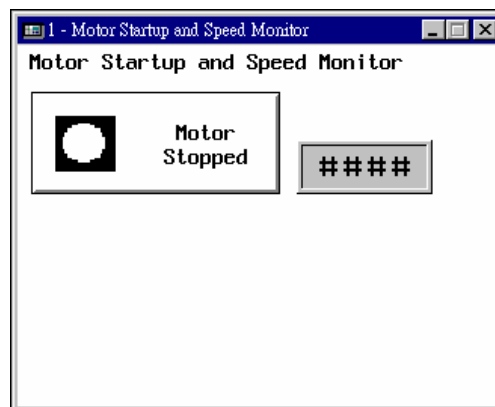 1 - Motor Startup and Speed Monitor
Motor Startup and Speed Monitor
Motor
Stopped
####